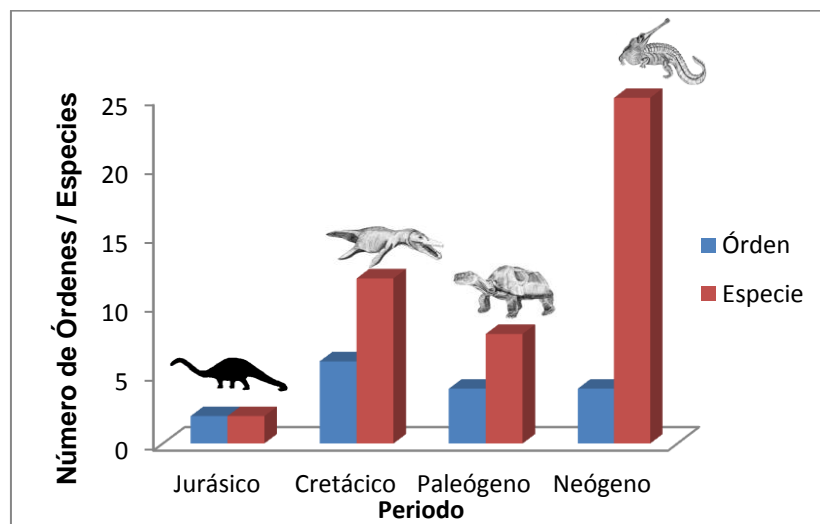 Número de Órdenes / Especies
25
20
15
10
5
0
Jurásico Cretácico Paleógeno Neógeno
Periodo
Órden
Especie